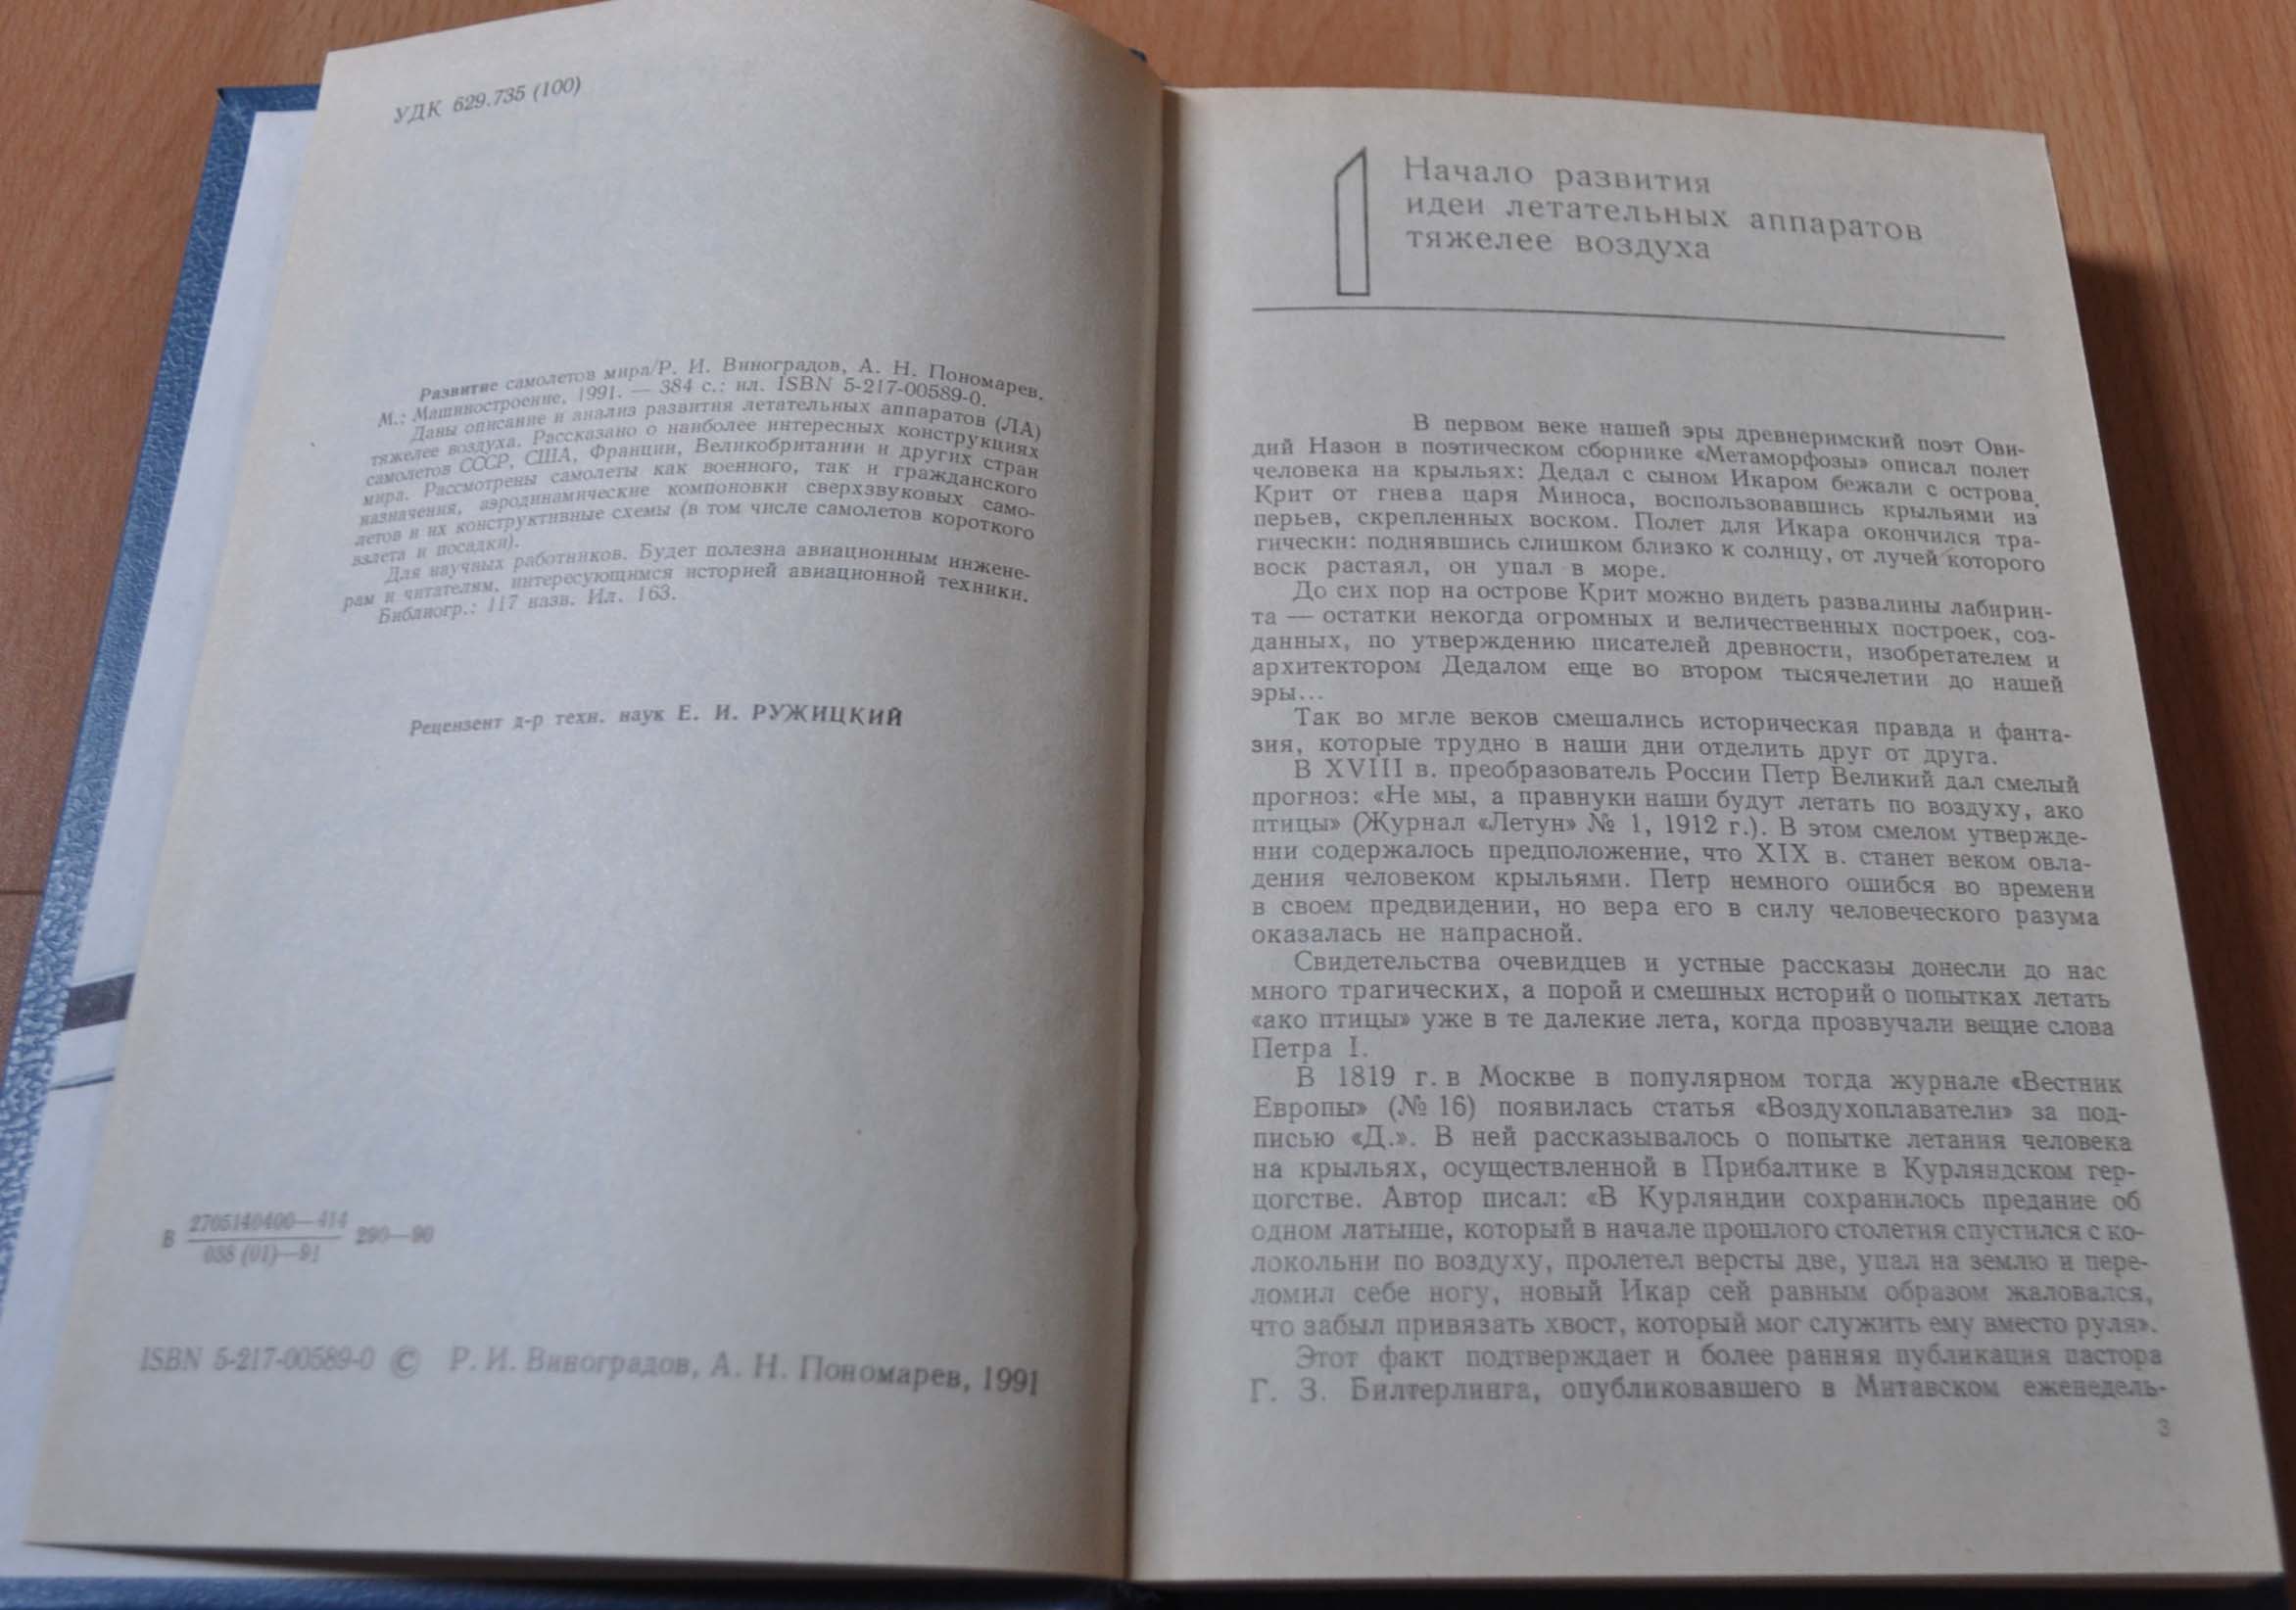 УДК 629.735 (100)
Развитие самолетов мира/Р. И. Виноградов, А. Н. Пономарев.
М.: Машиностроение, 1991. — 384 с.: ил. ISBN 5-217-00589-0.
Даны описание и анализ развития летательных аппаратов (ЛА)
тяжелее воздуха. Рассказано о наиболее интересных конструкциях
самолетов СССР, США, Франции, Великобритании и других стран
мира. Рассмотрены самолеты как военного, так и гражданского
назначения, аэродинамические компоновки сверхзвуковых само-
летов и их конструктивные схемы (в том числе самолетов короткого
взлета и посадки).
Для научных работников. Будет полезна авиационным инжене-
рам и читателям, интересующимся историей авиационной техники.
Библиогр.: 117 назв. Ил. 163.
Рецензент д-р техн. наук Е. И. РУЖИЦКИЙ
2705140400—414
В 290—90
038 (01)—91
ISBN 5-217-00589-0 © Р. И. Виноградов, А. Н. Пономарев, 1991
1
Начало развития
идеи летательных аппаратов
тяжелее воздуха
В первом веке нашей эры древнеримский поэт Ови-
дий Назон в поэтическом сборнике «Метаморфозы» описал полет
человека на крыльях: Дедал с сыном Икаром бежали с острова
Крит от гнева царя Миноса, воспользовавшись крыльями из
перьев, скрепленных воском. Полет для Икара окончился тра-
гически: поднявшись слишком близко к солнцу, от лучей которого
воск растаял, он упал в море.
До сих пор на острове Крит можно видеть развалины лабирин-
та — остатки некогда огромных и величественных построек, соз-
данных, по утверждению писателей древности, изобретателем и
архитектором Дедалом еще во втором тысячелетии до нашей
эры...
Так во мгле веков смешались историческая правда и фанта-
зия, которые трудно в наши дни отделить друг от друга.
В XVIII в. преобразователь России Петр Великий дал смелый
прогноз: «Не мы, а правнуки наши будут летать по воздуху, ако
птицы» (Журнал «Летун» № 1, 1912 г.). В этом смелом утвержде-
нии содержалось предположение, что XIX в. станет веком овла-
дения человеком крыльями. Петр немного ошибся во времени
в своем предвидении, но вера его в силу человеческого разума
оказалась не напрасной.
Свидетельства очевидцев и устные рассказы донесли до нас
много трагических, а порой и смешных историй о попытках летать
«ако птицы» уже в те далекие лета, когда прозвучали вещие слова
Петра I.
В 1819 г. в Москве в популярном тогда журнале «Вестник
Европы» (№ 16) появилась статья «Воздухоплаватели» за под-
писью «Д.». В ней рассказывалось о попытке летания человека
на крыльях, осуществленной в Прибалтике в Курляндском гер-
цогстве. Автор писал: «В Курляндии сохранилось предание об
одном латыше, который в начале прошлого столетия спустился с ко-
локольни по воздуху, пролетел версты две, упал на землю и пере-
ломил себе ногу, новый Икар сей равным образом жаловался,
что забыл привязать хвост, который мог служить ему вместо руля».
Этот факт подтверждает и более ранняя публикация пастора
Г. З. Билтерлинга, опубликовавшего в Митавском еженедель-
3